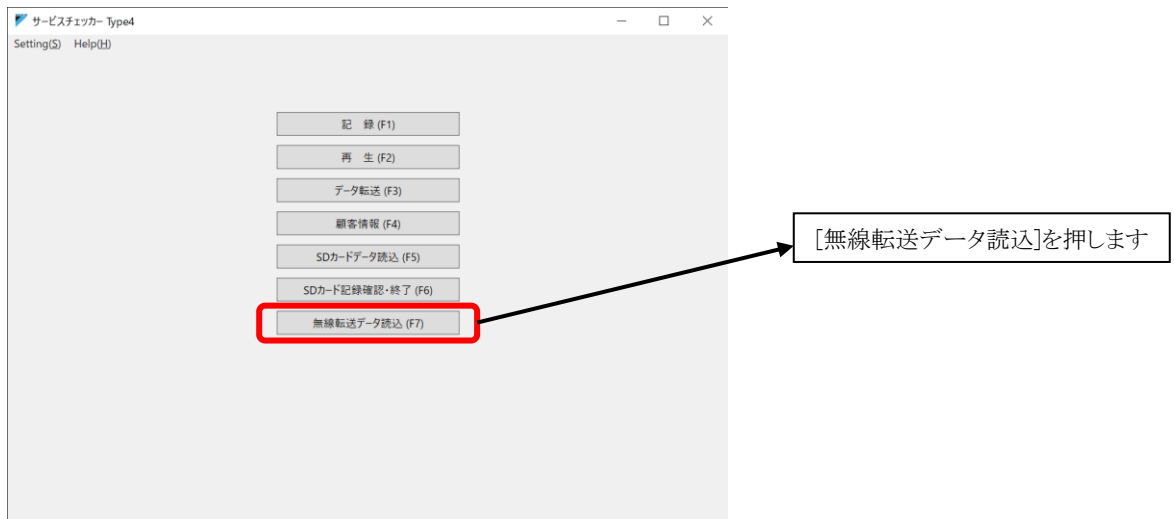 サービスチェッカー Type4
Setting(S) Help(H)
記　録 (F1)
再　生 (F2)
データ転送 (F3)
顧客情報 (F4)
SDカードデータ読込 (F5)
SDカード記録確認・終了 (F6)
無線転送データ読込 (F7)
[無線転送データ読込]を押します